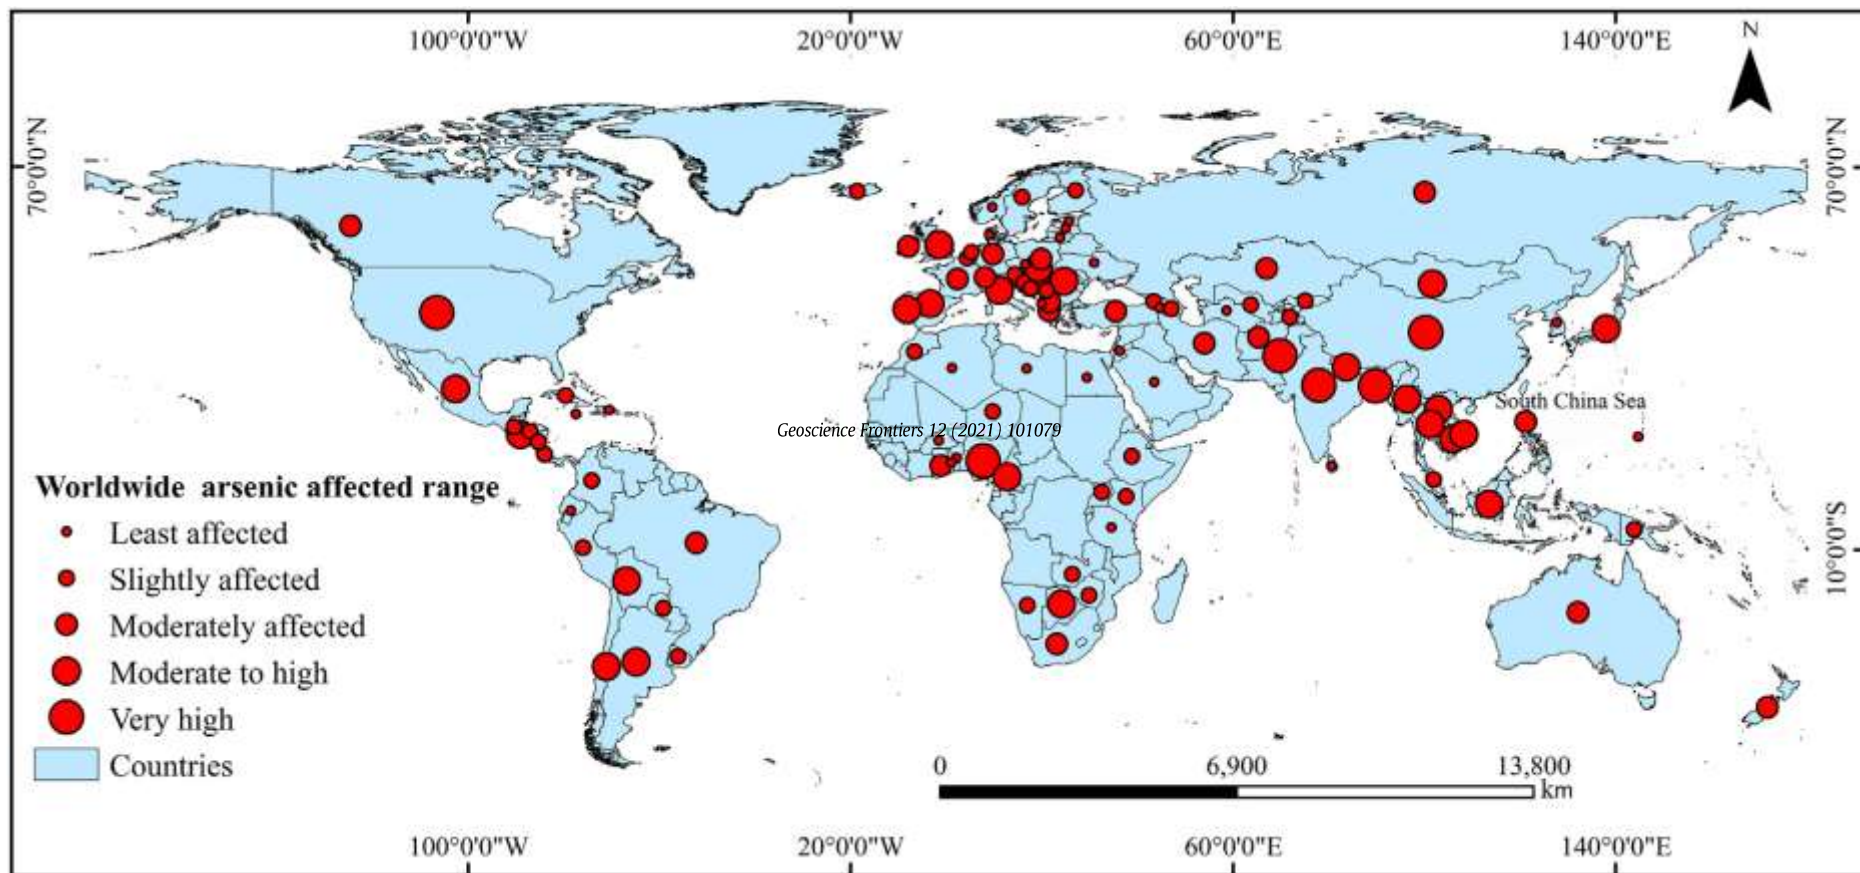 100°0'0"W 20°0'0"W 60°0'0"E 140°0'0"E
N
70°0'0"N 70°0'0"N
South China Sea
Geoscience Frontiers 12 (2021) 101079
Worldwide arsenic affected range
Least affected
Slightly affected
10°0'0"S
Moderately affected
Moderate to high
Very high
Countries
0 6,900 13,800
km
100°0'0"W 20°0'0"W 60°0'0"E 140°0'0"E